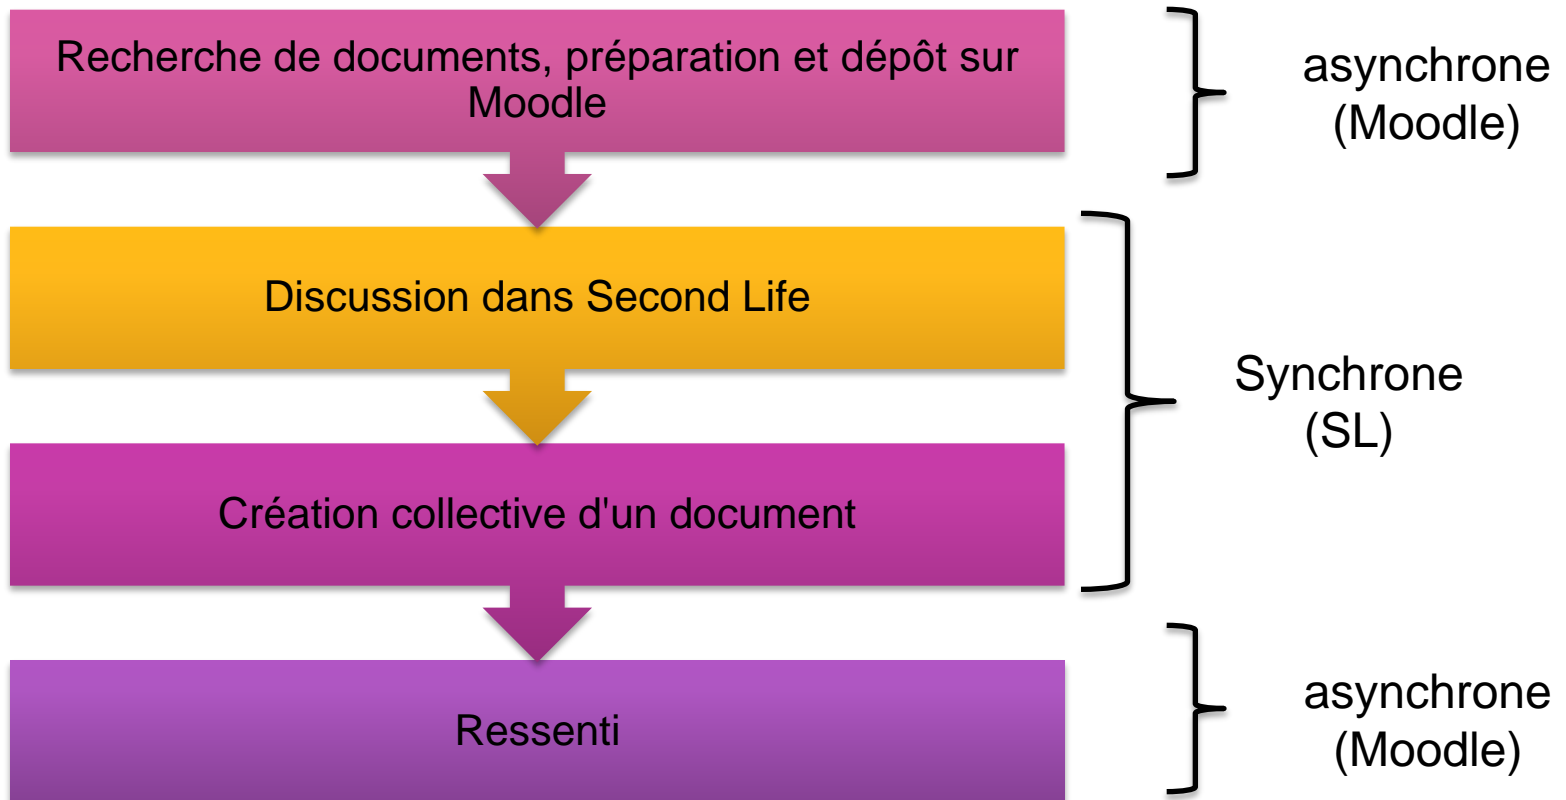 Recherche de documents, préparation et dépôt sur
Moodle
asynchrone
(Moodle)
Discussion dans Second Life
Synchrone
(SL)
Création collective d'un document
Ressenti
asynchrone
(Moodle)